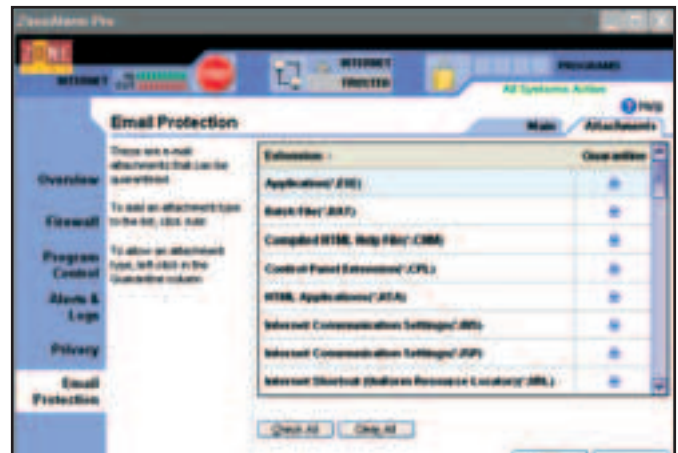 ZoneAlarm Pro
ZONE
INTERNET
STOP
INTERNET
TRUSTED
PROGRAMS
All Systems Active
Help
Email Protection
Main
Attachments
These are e-mail
attachments that can be
quarantined
To add an attachment type
to the list, click Add
To allow an attachment
type, left click in the
Quarantine column
Overview
Firewall
Program
Control
Alerts &
Logs
Privacy
Email
Protection
Extension
Quarantine
Application(*.EXE)
Batch File(*.BAT)
Compiled HTML Help File(*.CHM)
Control Panel Extension(*.CPL)
HTML Applications(*.HTA)
Internet Communication Settings(*.INS)
Internet Communication Settings(*.ISP)
Internet Shortcut (Uniform Resource Locator)(*.URL)
Check All
Clear All